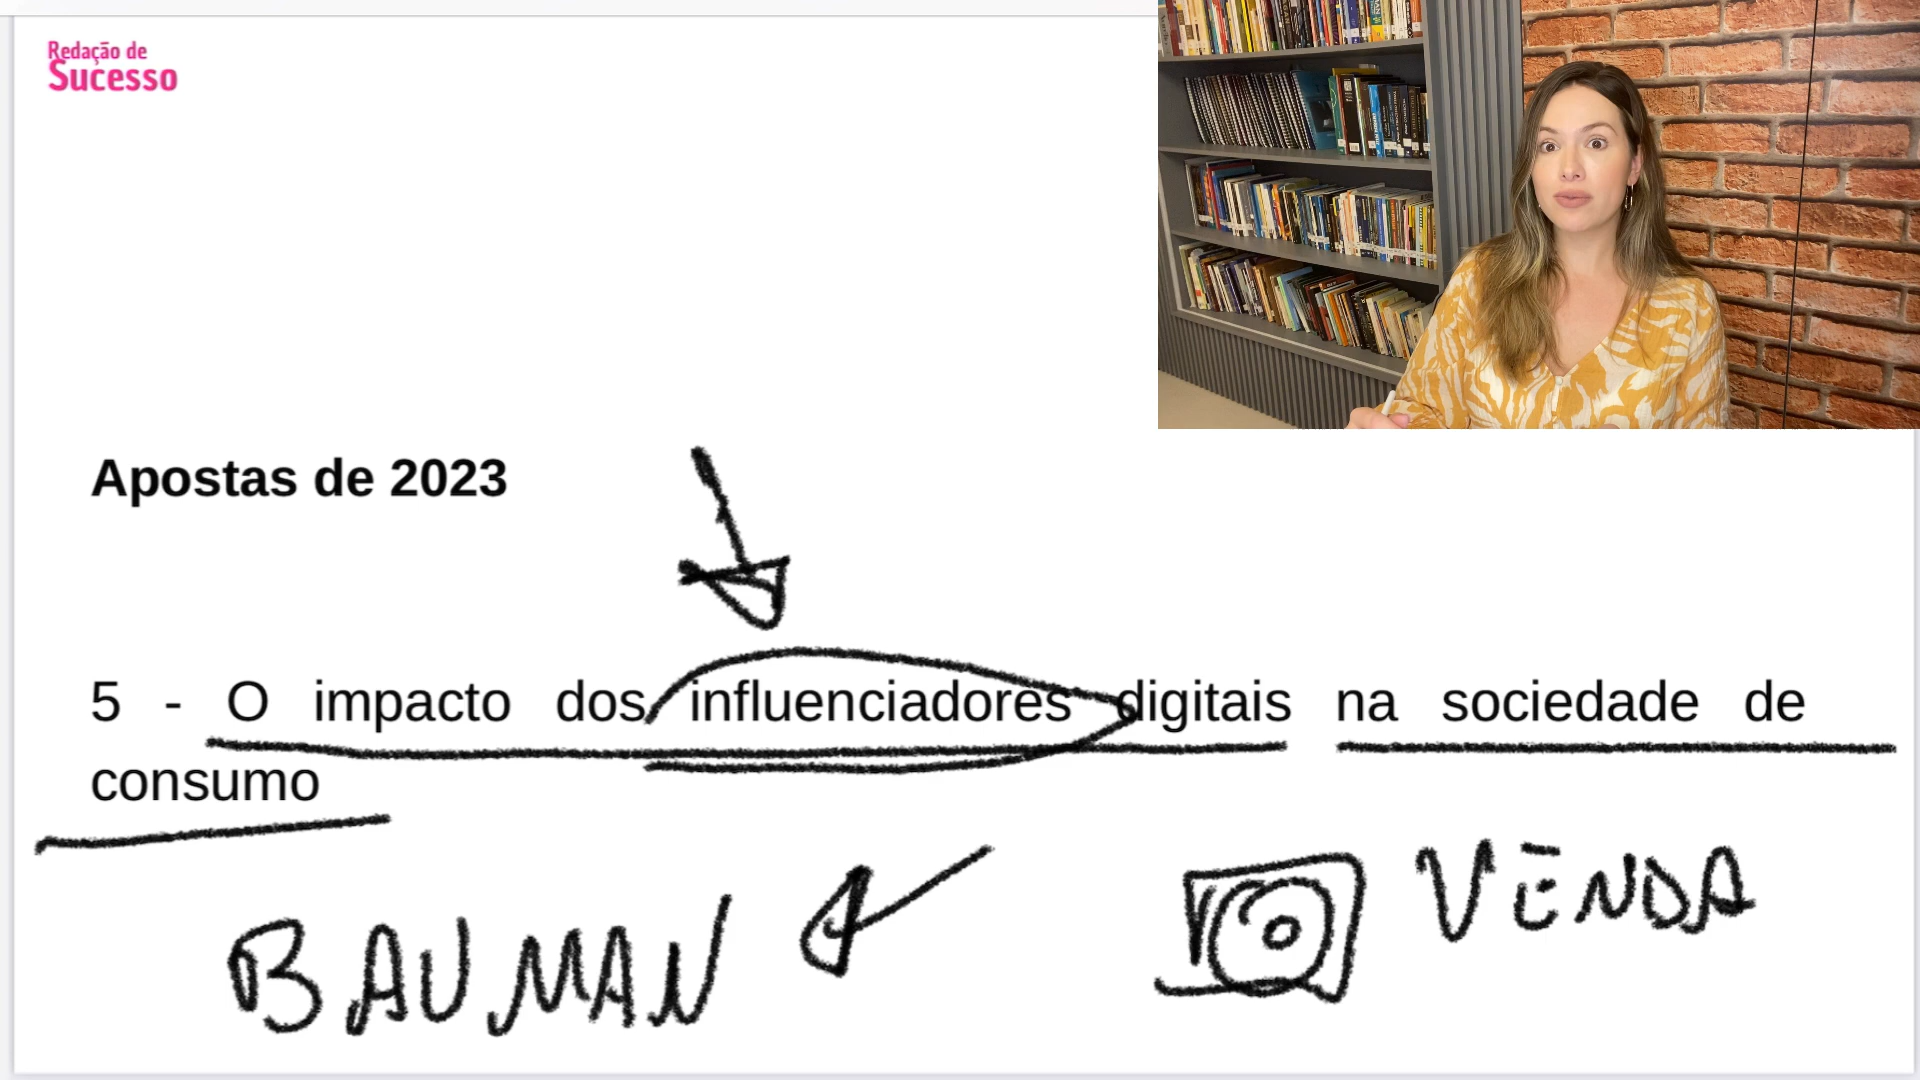 Redação de
Sucesso
Apostas de 2023
5 - O impacto dos influenciadores digitais na sociedade de
consumo
VENDA
BAUMAN